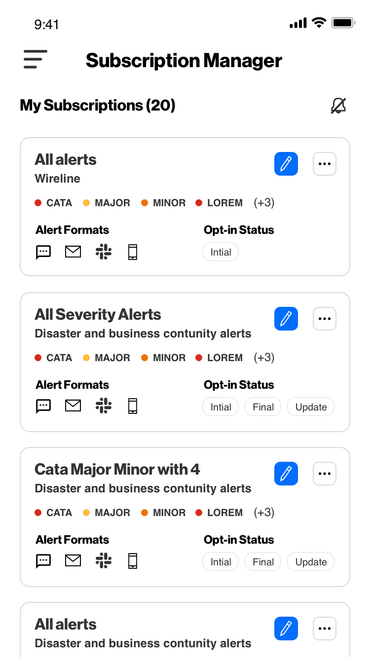 9:41
Subscription Manager
My Subscriptions (20)
All alerts
Wireline
CATA MAJOR MINOR LOREM (+3)
Alert Formats Opt-in Status
Intial
All Severity Alerts
Disaster and business contunity alerts
CATA MAJOR MINOR LOREM (+3)
Alert Formats Opt-in Status
Intial Final Update
Cata Major Minor with 4
Disaster and business contunity alerts
CATA MAJOR MINOR LOREM (+3)
Alert Formats Opt-in Status
Intial Final Update
All alerts
Disaster and business contunity alerts